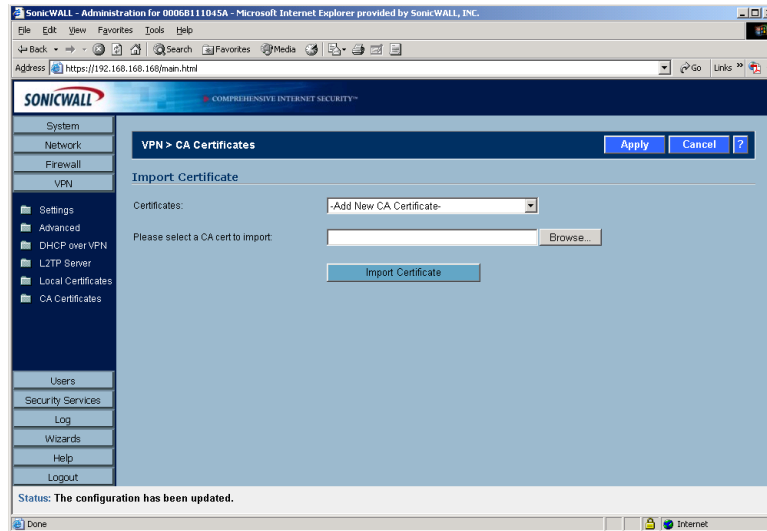 SonicWALL - Administration for 0006B111045A - Microsoft Internet Explorer provided by SonicWALL, INC.
File Edit View Favorites Tools Help
Back Search Favorites Media
Address https://192.168.168.168/main.html Go Links »
SONICWALL COMPREHENSIVE INTERNET SECURITY™
System
Network
Firewall
VPN
Settings
Advanced
DHCP over VPN
L2TP Server
Local Certificates
CA Certificates
Users
Security Services
Log
Wizards
Help
Logout
VPN > CA Certificates Apply Cancel ?
Import Certificate
Certificates: -Add New CA Certificate-
Please select a CA cert to import: Browse...
Import Certificate
Status: The configuration has been updated.
Done Internet